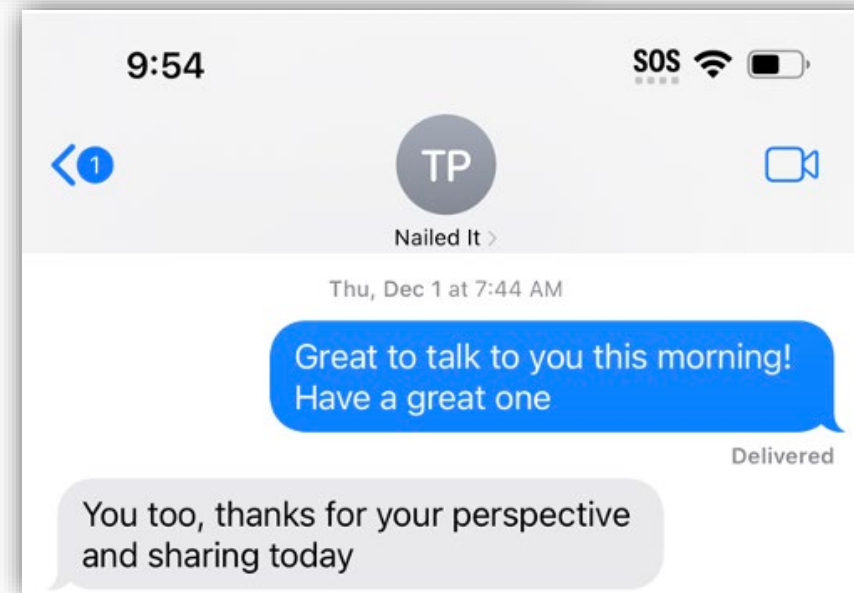 9:54
SOS
1
TP
Nailed It >
Thu, Dec 1 at 7:44 AM
Great to talk to you this morning!
Have a great one
Delivered
You too, thanks for your perspective
and sharing today